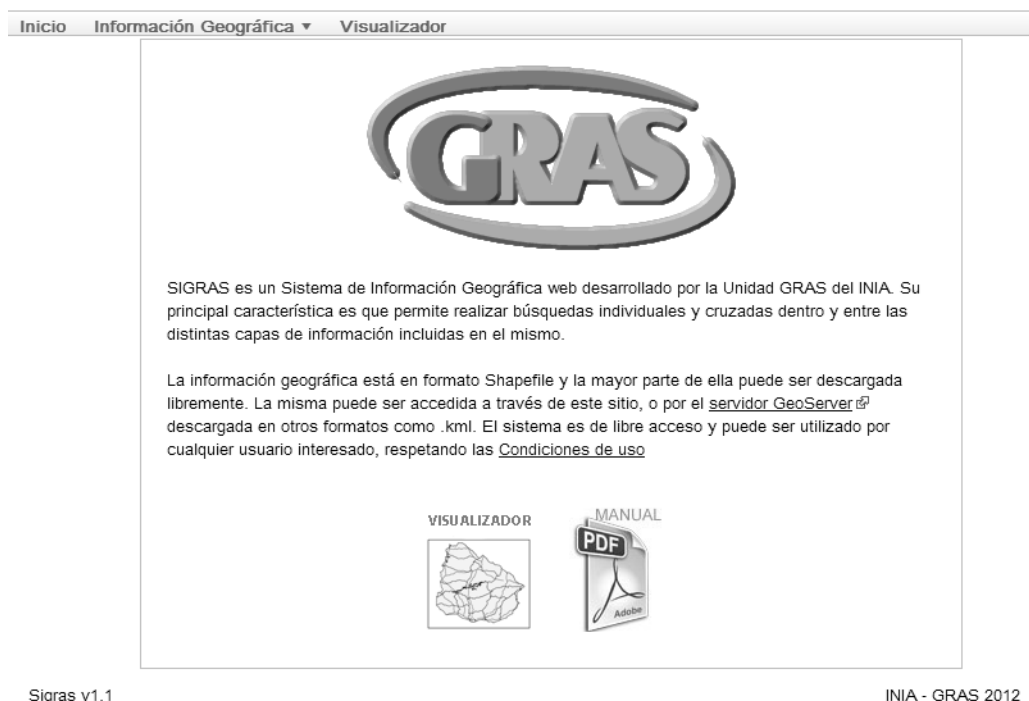 Inicio Información Geográfica ▾ Visualizador
GRAS
SIGRAS es un Sistema de Información Geográfica web desarrollado por la Unidad GRAS del INIA. Su
principal característica es que permite realizar búsquedas individuales y cruzadas dentro y entre las
distintas capas de información incluidas en el mismo.
La información geográfica está en formato Shapefile y la mayor parte de ella puede ser descargada
libremente. La misma puede ser accedida a través de este sitio, o por el servidor GeoServer
descargada en otros formatos como .kml. El sistema es de libre acceso y puede ser utilizado por
cualquier usuario interesado, respetando las Condiciones de uso
VISUALIZADOR
MANUAL
PDF
Adobe
Sigras v1.1
INIA - GRAS 2012